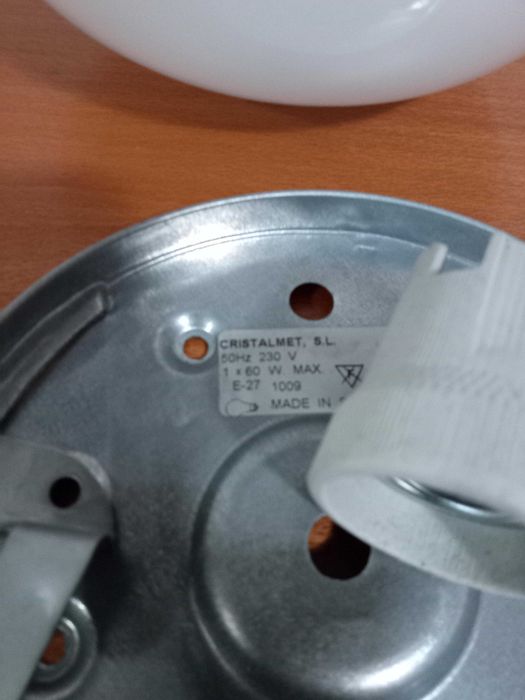 CRISTALMET, S.L.
50Hz 230 V
1 x 60 W. MAX.
E-27 1009
MADE IN